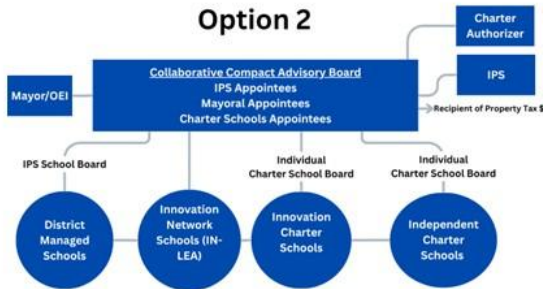 Option 2
Charter
Authorizer
Collaborative Compact Advisory Board
IPS Appointees
Mayoral Appointees
Charter Schools Appointees
Mayor/OEI
IPS
Recipient of Property Tax $
IPS School Board
Individual
Charter School Board
Individual
Charter School Board
District
Managed
Schools
Innovation
Network
Schools (IN-
LEA)
Innovation
Charter
Schools
Independent
Charter
Schools